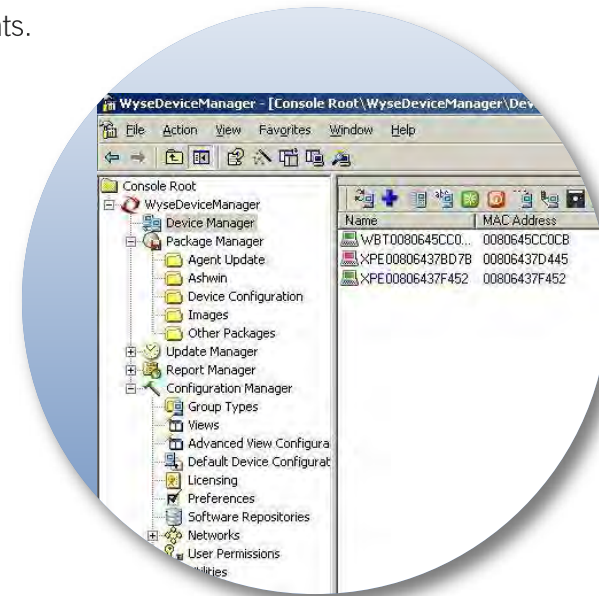 WyseDeviceManager - [Console Root\WyseDeviceManager\Dev
File Action View Favorites Window Help
Console Root
WyseDeviceManager
Device Manager
Package Manager
Agent Update
Ashwin
Device Configuration
Images
Other Packages
Update Manager
Report Manager
Configuration Manager
Group Types
Views
Advanced View Configura
Default Device Configurat
Licensing
Preferences
Software Repositories
Networks
User Permissions
Name MAC Address
WBT0080645CC0... 0080645CC0CB
XPE00806437BD7B 00806437D445
XPE00806437F452 00806437F452